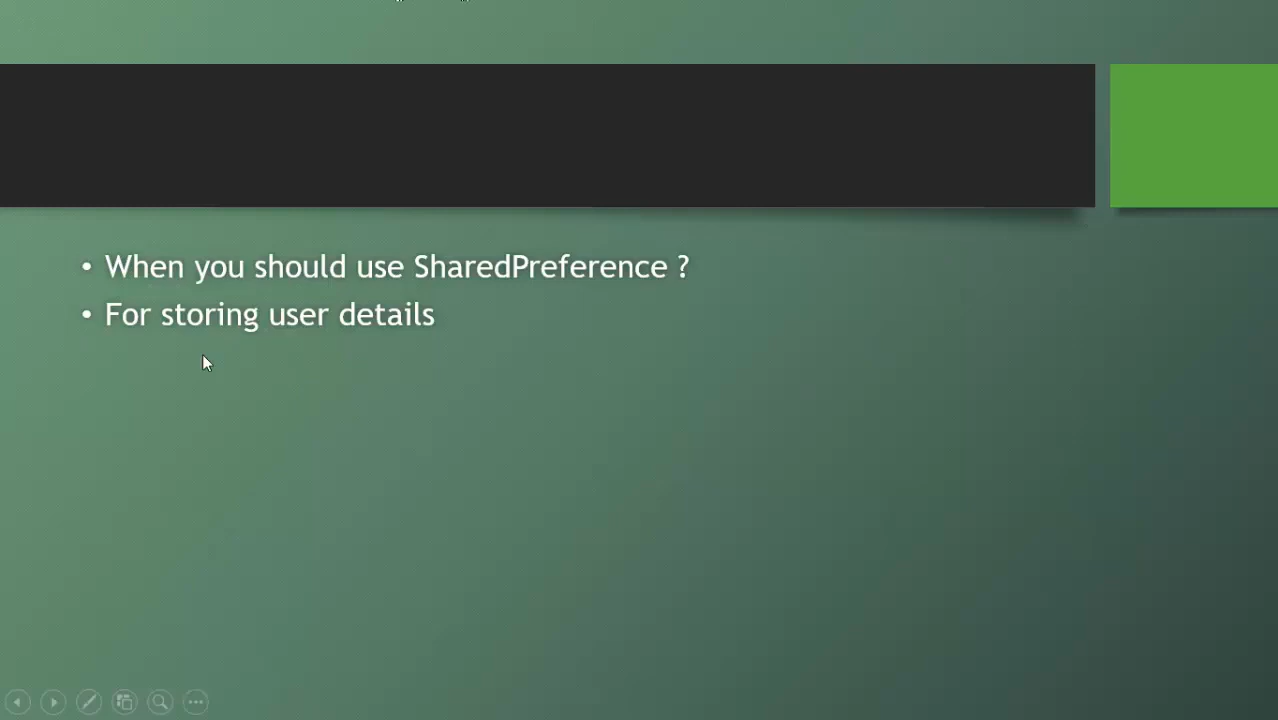 • When you should use SharedPreference ?
• For storing user details